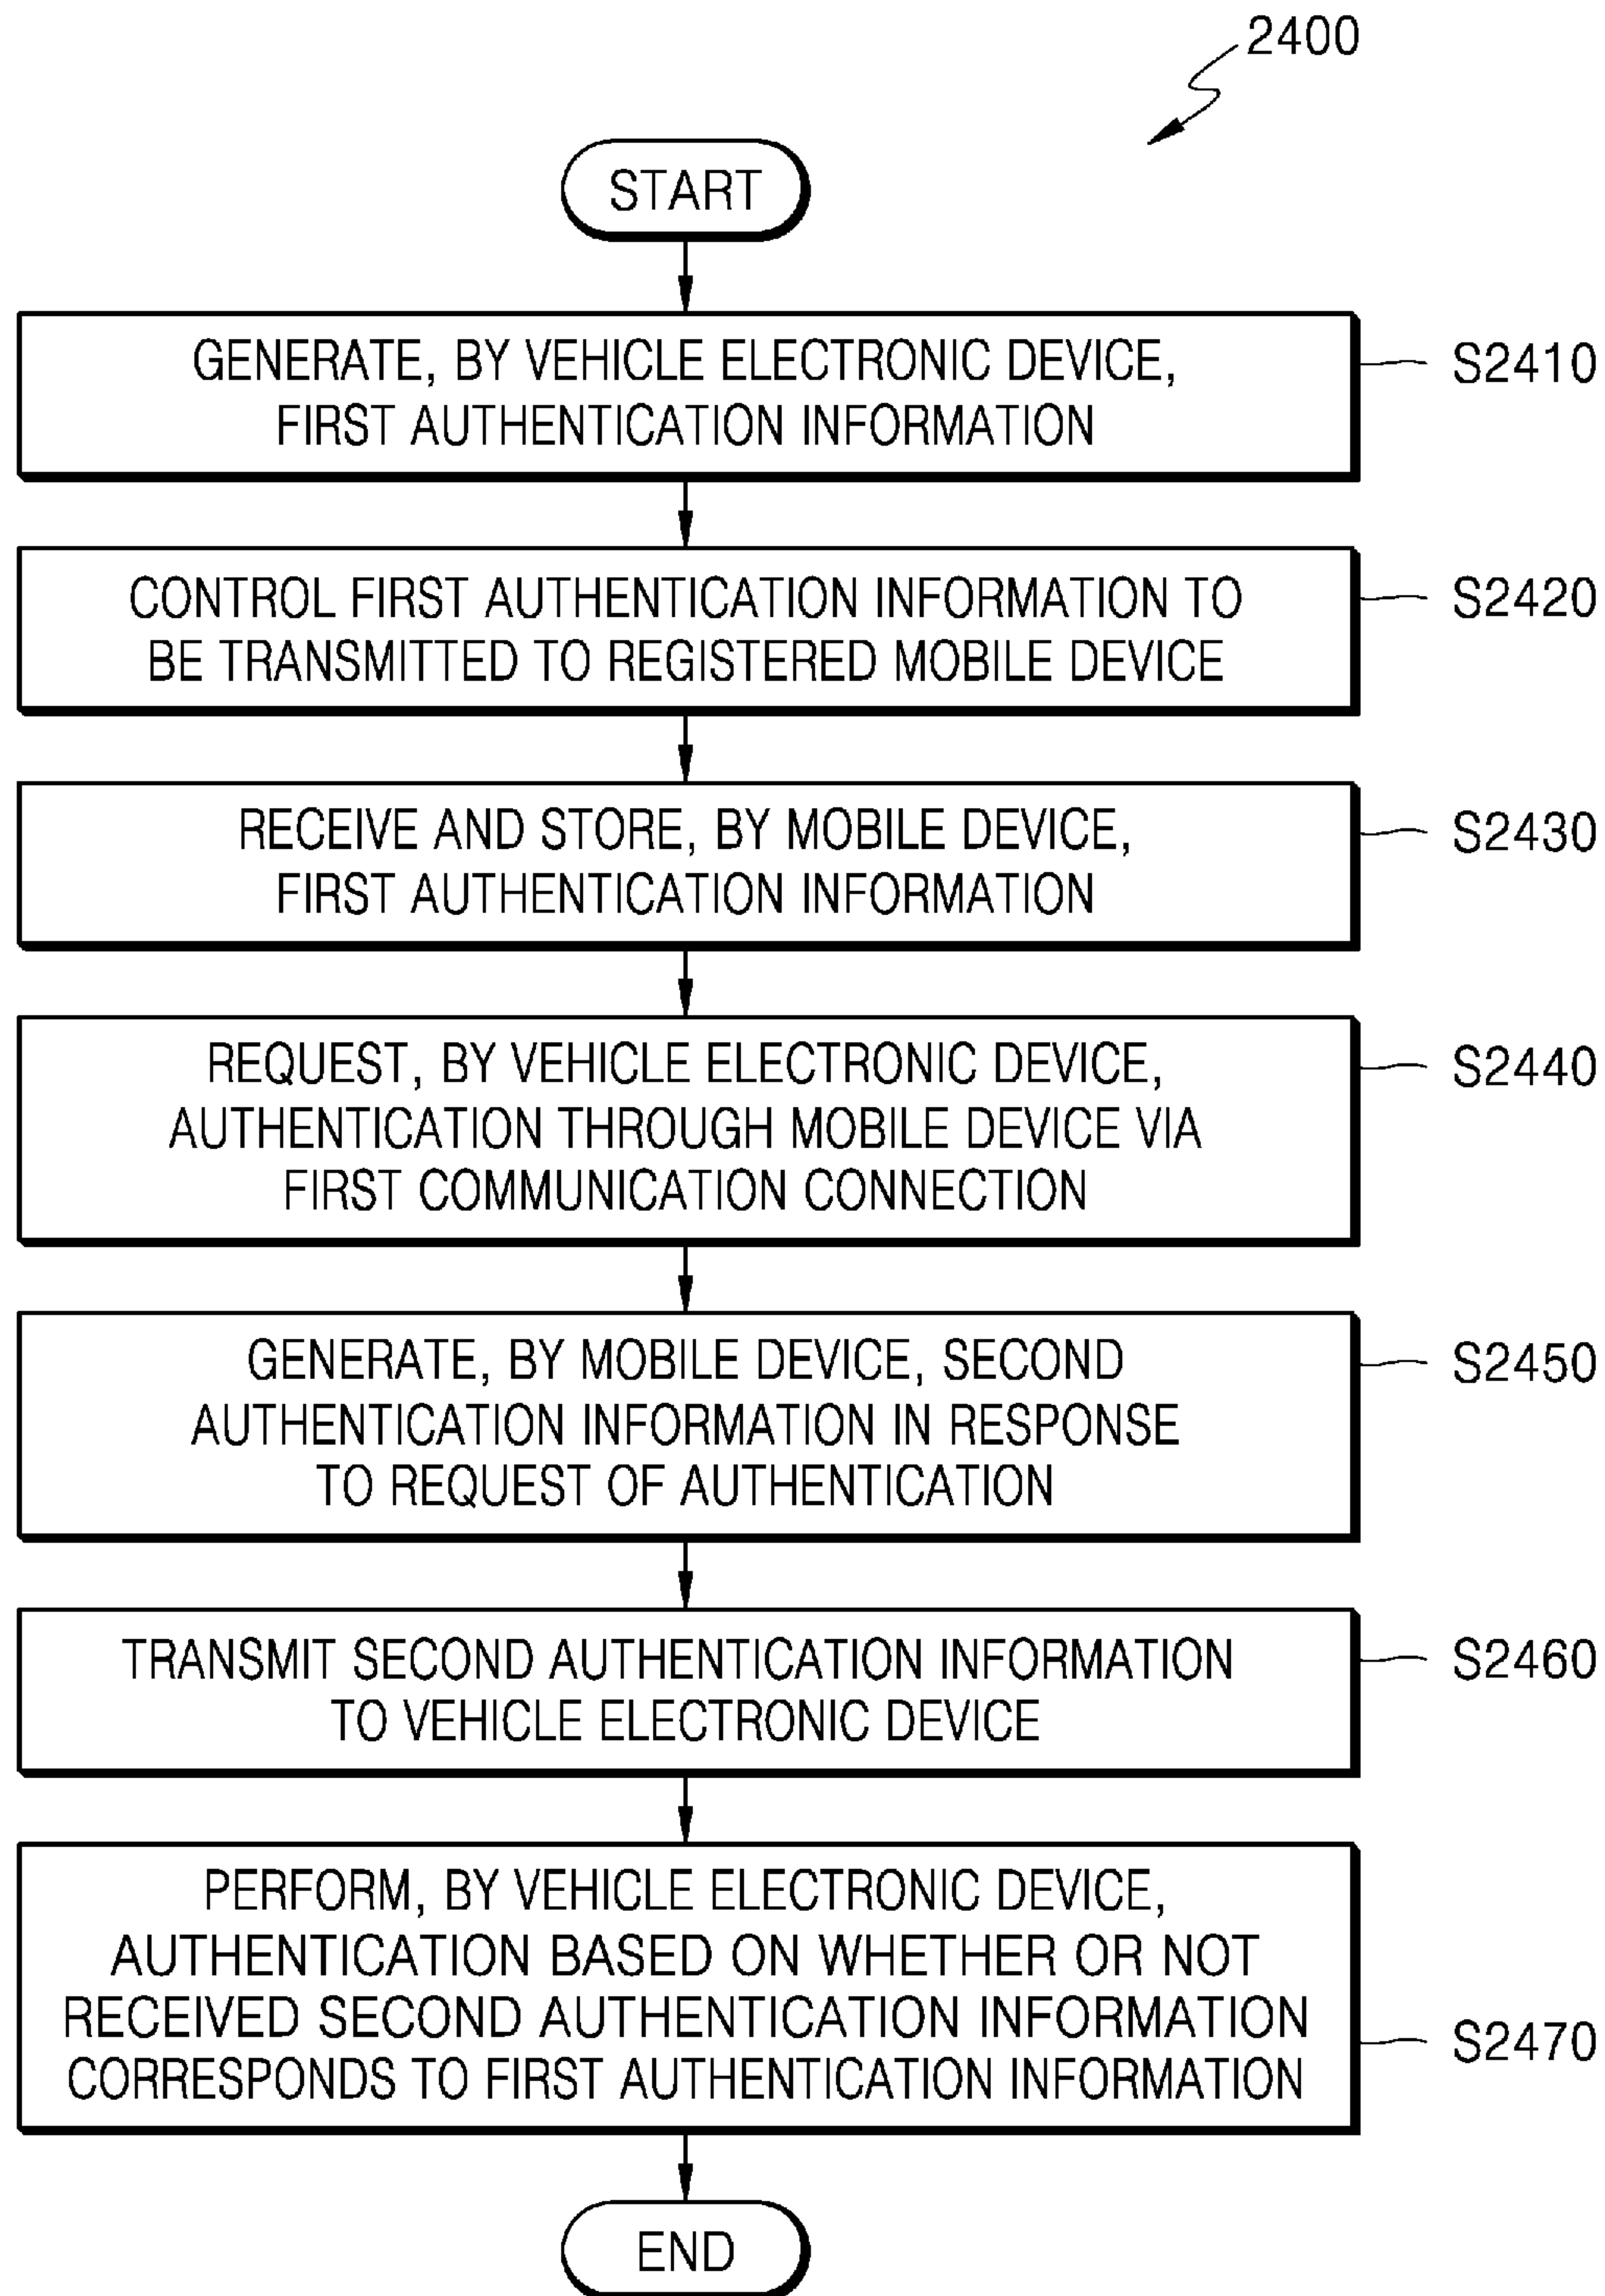 2400
START
GENERATE, BY VEHICLE ELECTRONIC DEVICE,
FIRST AUTHENTICATION INFORMATION
S2410
CONTROL FIRST AUTHENTICATION INFORMATION TO
BE TRANSMITTED TO REGISTERED MOBILE DEVICE
S2420
RECEIVE AND STORE, BY MOBILE DEVICE,
FIRST AUTHENTICATION INFORMATION
S2430
REQUEST, BY VEHICLE ELECTRONIC DEVICE,
AUTHENTICATION THROUGH MOBILE DEVICE VIA
FIRST COMMUNICATION CONNECTION
S2440
GENERATE, BY MOBILE DEVICE, SECOND
AUTHENTICATION INFORMATION IN RESPONSE
TO REQUEST OF AUTHENTICATION
S2450
TRANSMIT SECOND AUTHENTICATION INFORMATION
TO VEHICLE ELECTRONIC DEVICE
S2460
PERFORM, BY VEHICLE ELECTRONIC DEVICE,
AUTHENTICATION BASED ON WHETHER OR NOT
RECEIVED SECOND AUTHENTICATION INFORMATION
CORRESPONDS TO FIRST AUTHENTICATION INFORMATION
S2470
END